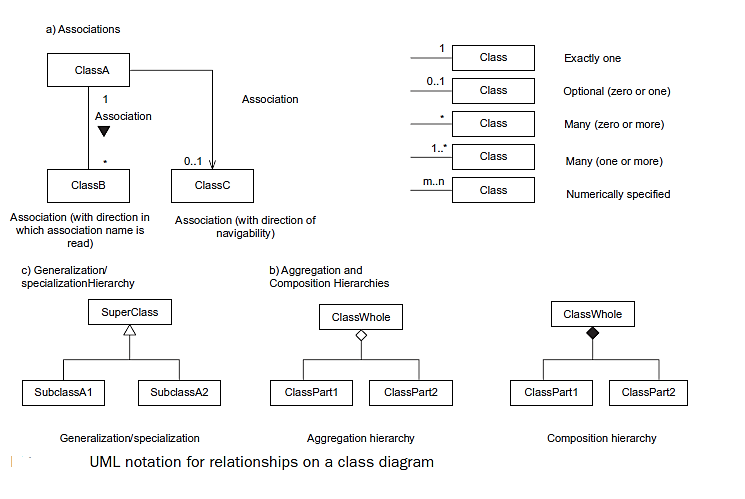 a) Associations
ClassA
1
Association
*
ClassB
Association (with direction in
which association name is
read)
Association
0..1
ClassC
Association (with direction of
navigability)
1
Class
Exactly one
0..1
Class
Optional (zero or one)
*
Class
Many (zero or more)
1..*
Class
Many (one or more)
m..n
Class
Numerically specified
c) Generalization/
specializationHierarchy
SuperClass
SubclassA1
SubclassA2
Generalization/specialization
b) Aggregation and
Composition Hierarchies
ClassWhole
ClassPart1
ClassPart2
Aggregation hierarchy
ClassWhole
ClassPart1
ClassPart2
Composition hierarchy
UML notation for relationships on a class diagram